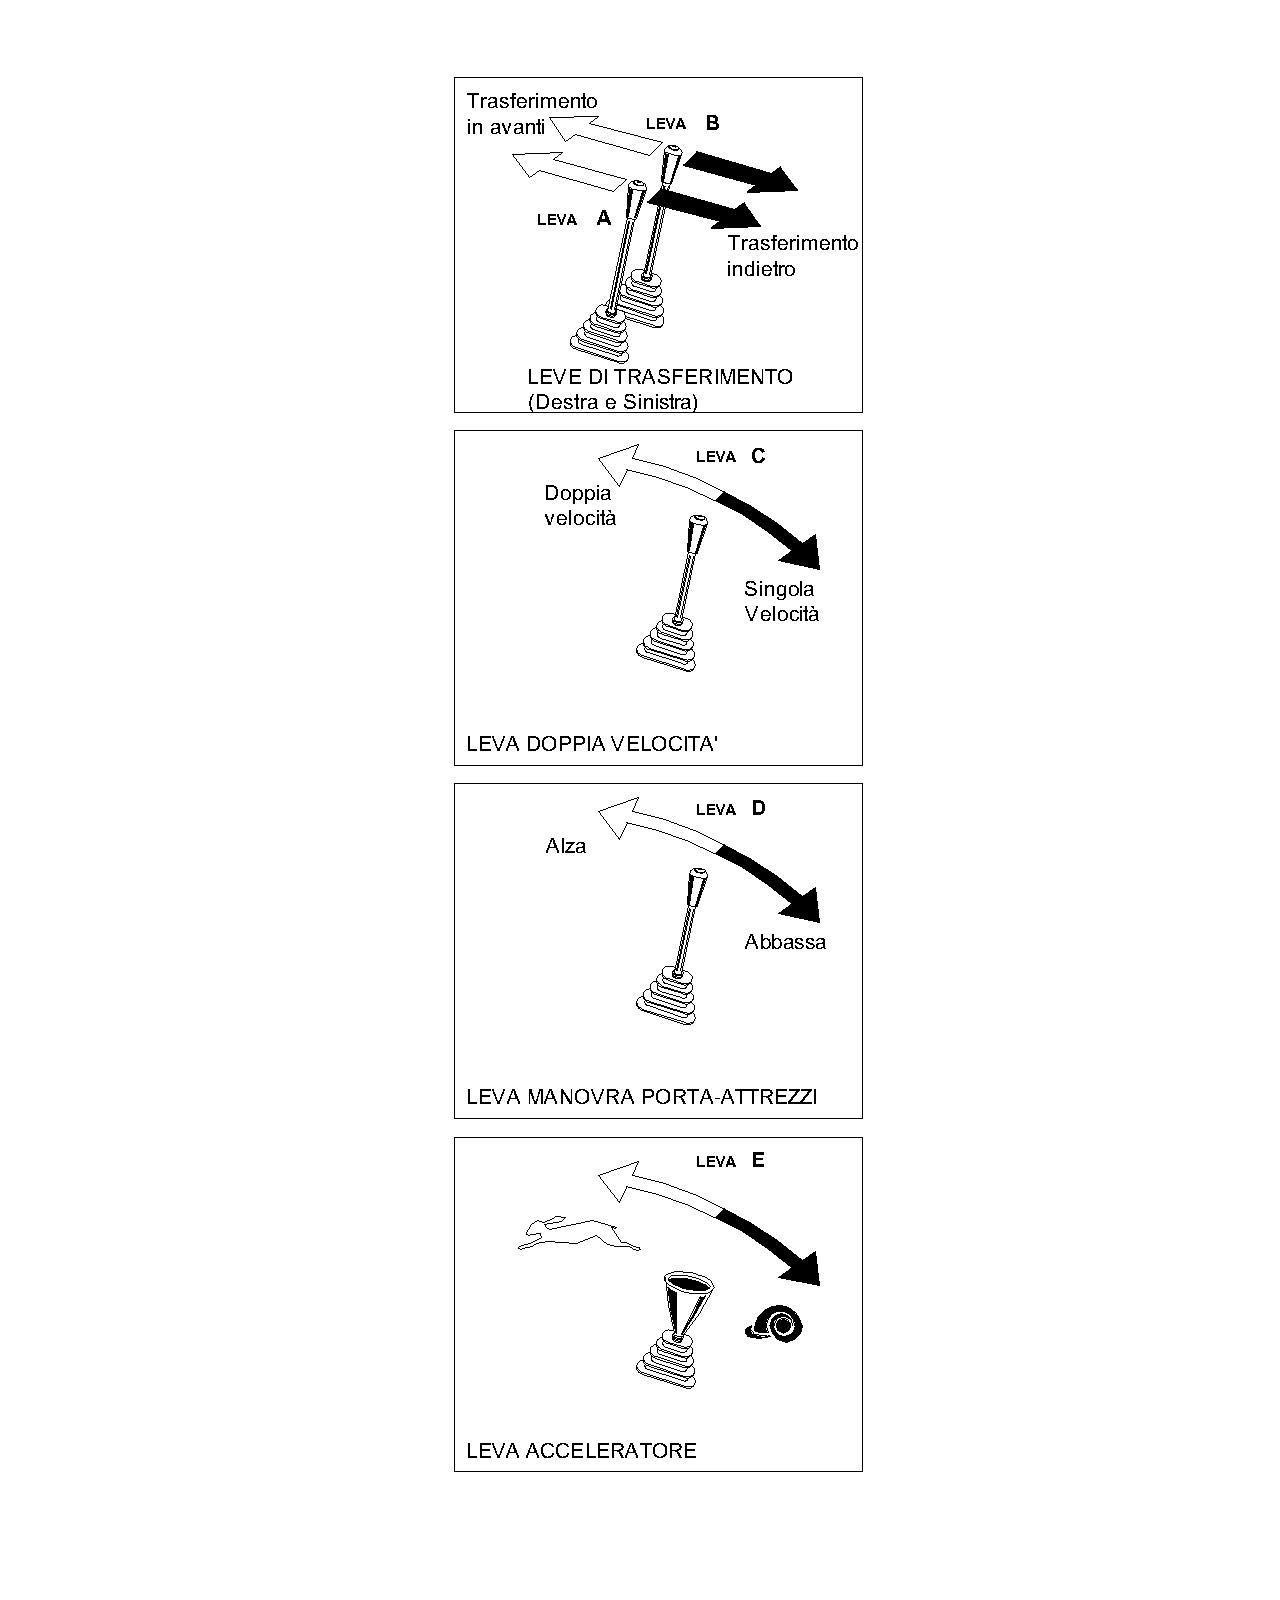 Trasferimento
in avanti
LEVA B
LEVA A
Trasferimento
indietro
LEVE DI TRASFERIMENTO
(Destra e Sinistra)
LEVA C
Doppia
velocità
Singola
Velocità
LEVA DOPPIA VELOCITA'
LEVA D
Alza
Abbassa
LEVA MANOVRA PORTA-ATTREZZI
LEVA E
LEVA ACCELERATORE